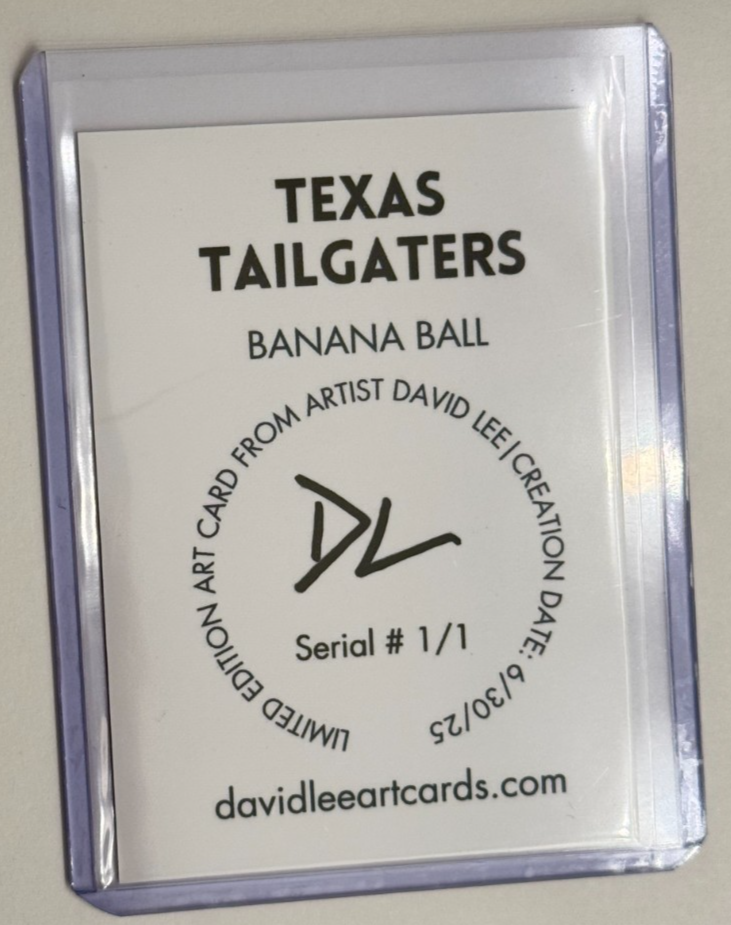 TEXAS
TAILGATERS
BANANA BALL
LIMITED EDITION ART CARD FROM ARTIST DAVID LEE | CREATION DATE: 6/30/25
DL
Serial # 1/1
davidleeartcards.com